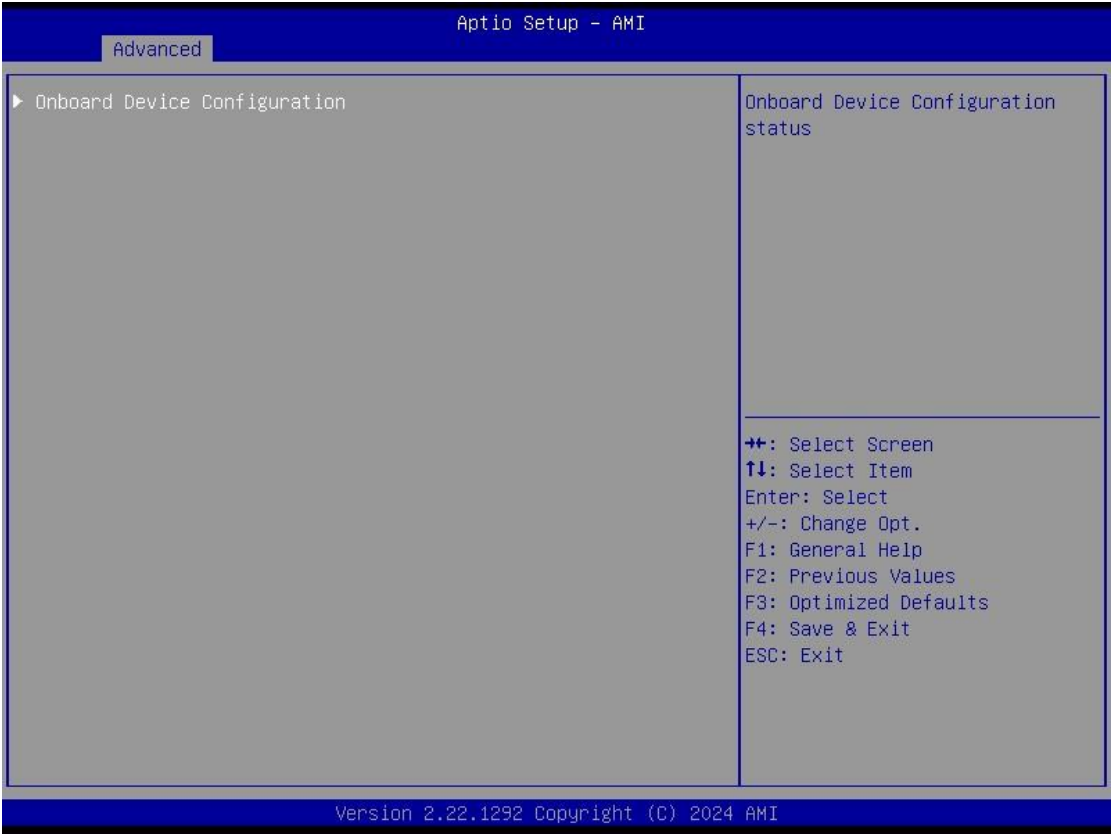 Aptio Setup - AMI
Advanced
▶ Onboard Device Configuration
Onboard Device Configuration
status
→←: Select Screen
↑↓: Select Item
Enter: Select
+/-: Change Opt.
F1: General Help
F2: Previous Values
F3: Optimized Defaults
F4: Save & Exit
ESC: Exit
Version 2.22.1292 Copyright (C) 2024 AMI